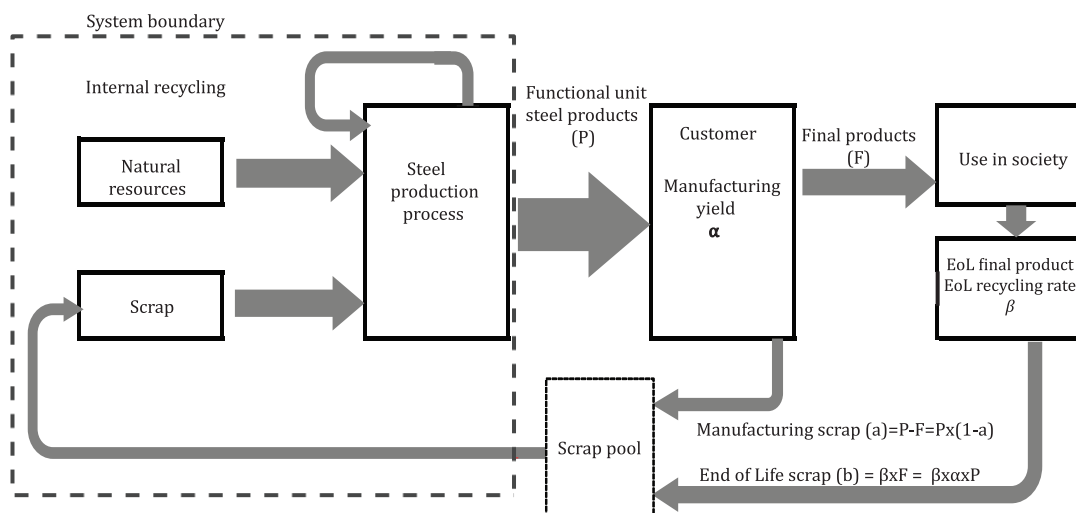 System boundary
Internal recycling
Natural
resources
Scrap
Steel
production
process
Functional unit
steel products
(P)
Customer
Manufacturing
yield
α
Final products
(F)
Use in society
EoL final product
EoL recycling rate
β
Scrap pool
Manufacturing scrap (a)=P-F=Px(1-a)
End of Life scrap (b) = βxF = βxαxP